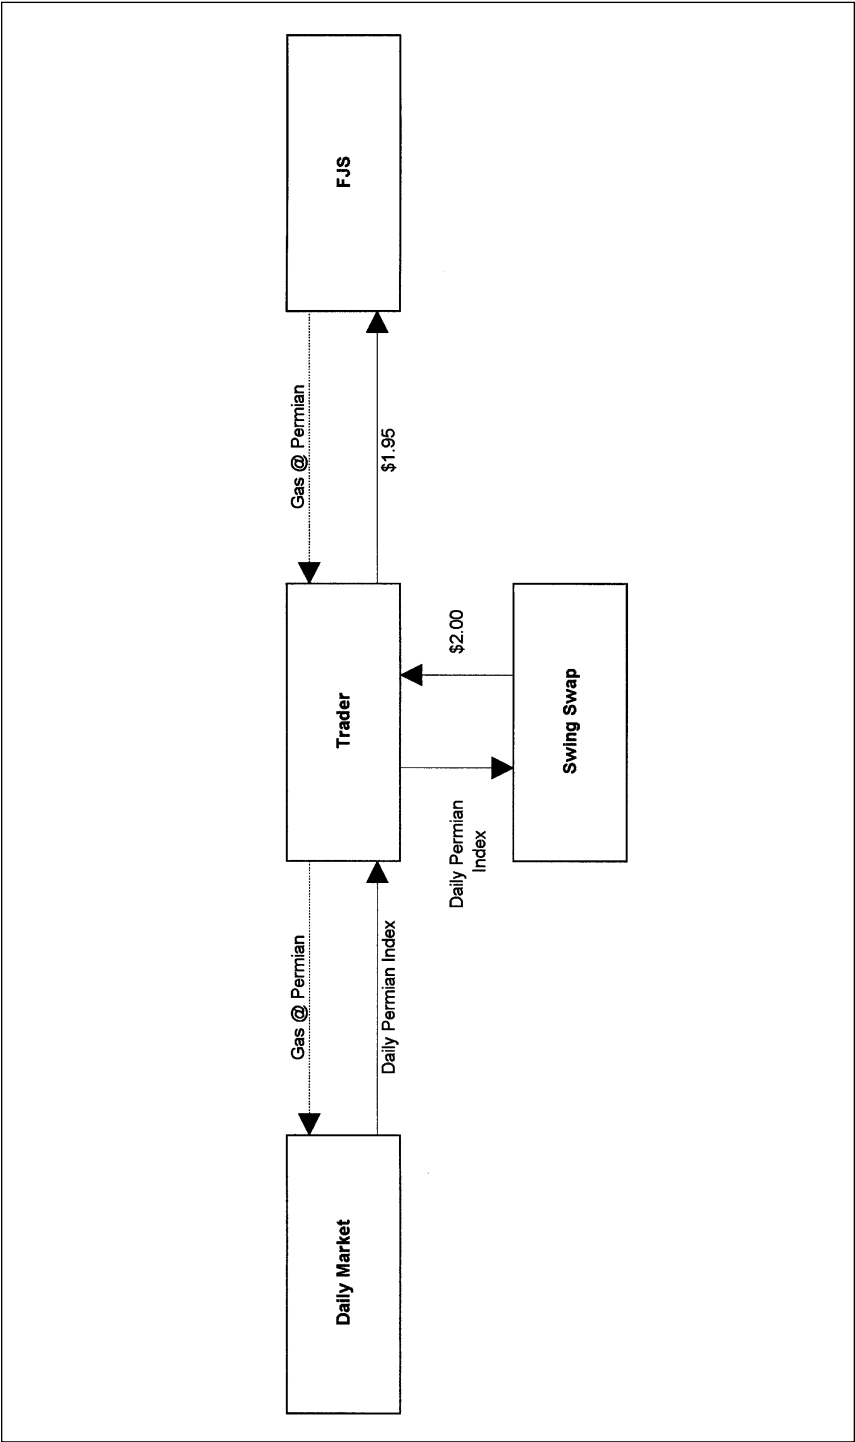 Daily Market
Gas @ Permian
Daily Permian Index
Trader
Gas @ Permian
$1.95
FJS
Daily Permian
Index
$2.00
Swing Swap